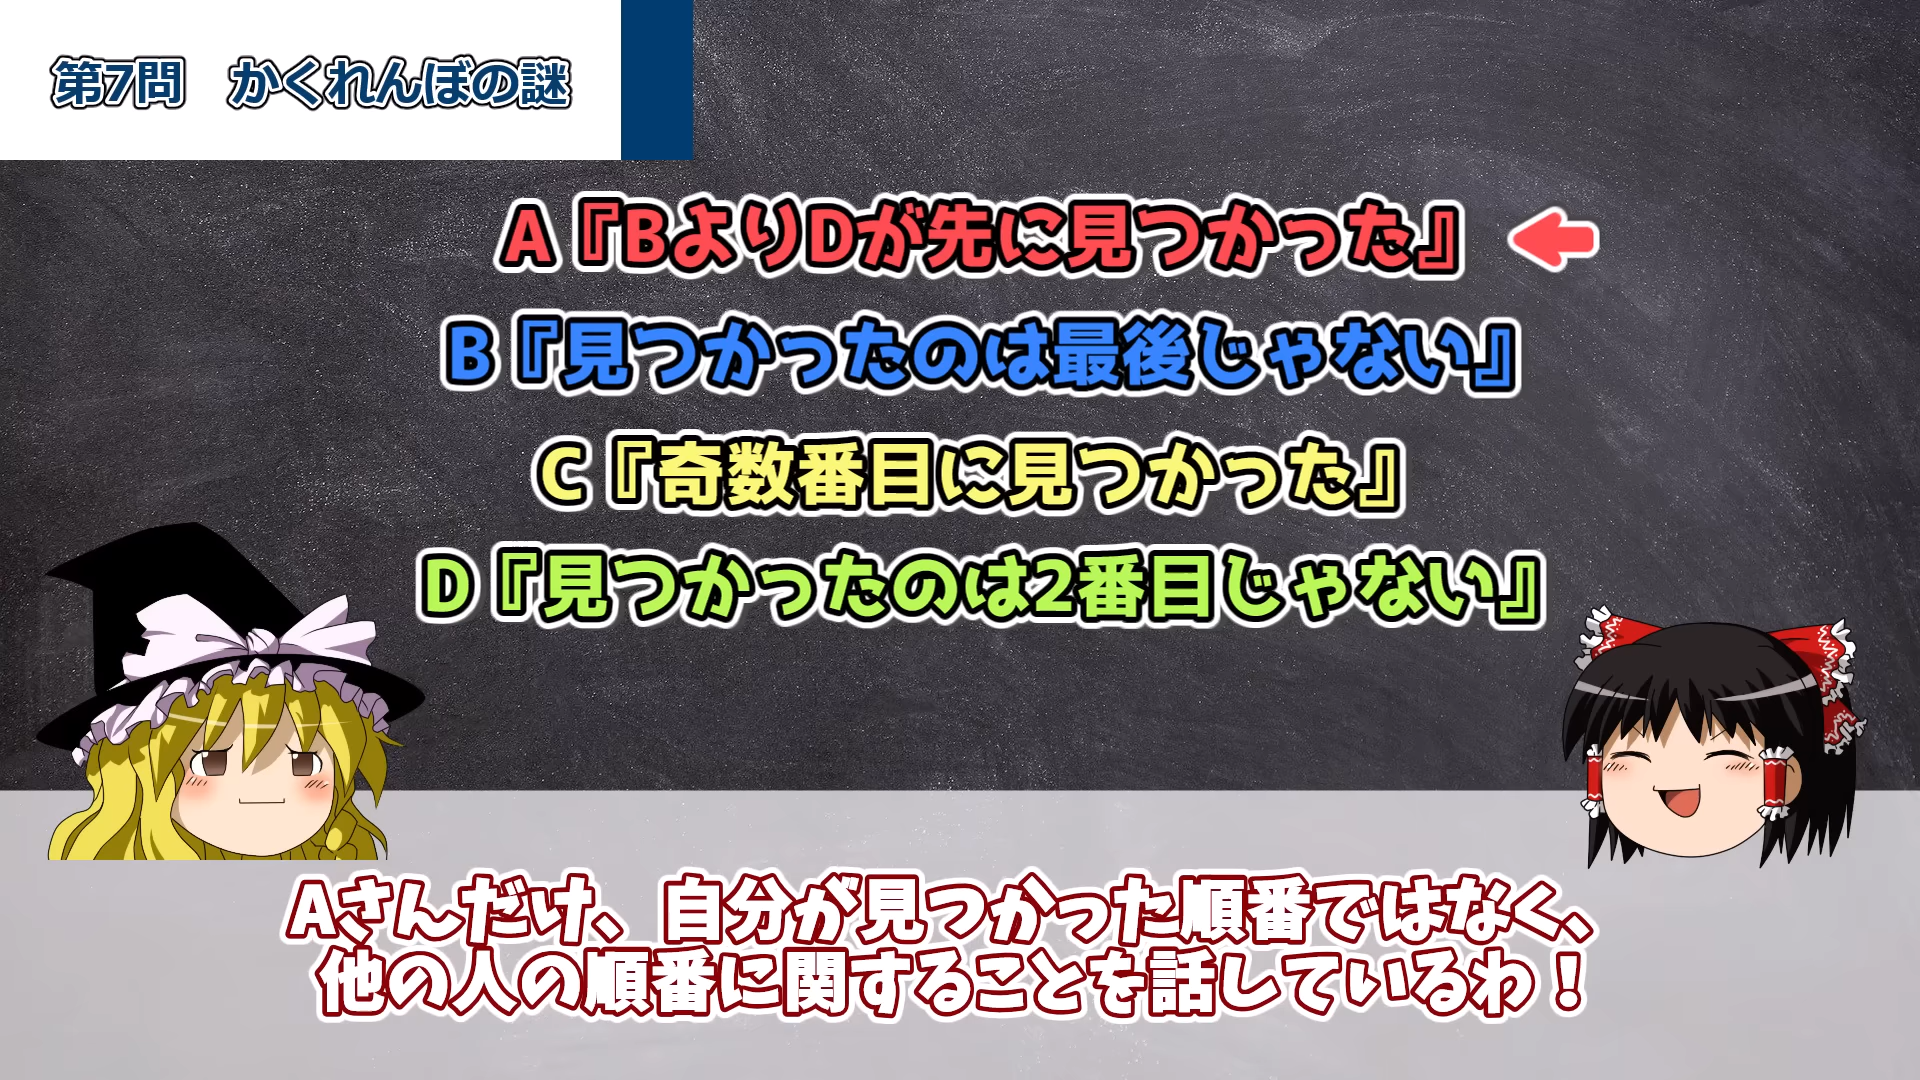 第7問　かくれんぼの謎
A『BよりDが先に見つかった』
B『見つかったのは最後じゃない』
C『奇数番目に見つかった』
D『見つかったのは2番目じゃない』
Aさんだけ、自分が見つかった順番ではなく、
他の人の順番に関することを話しているわ！